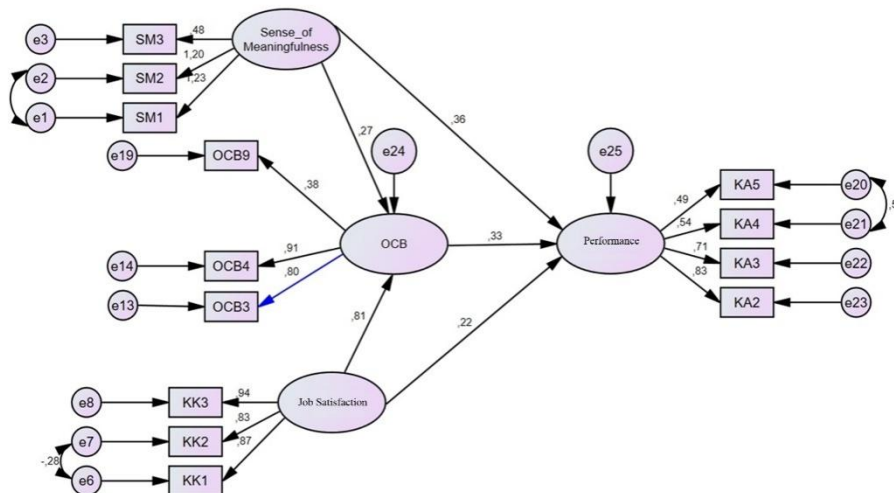 e3
SM3
,48
Sense_of
Meaningfulness
e2
SM2
1,20
e1
SM1
1,23
e19
OCB9
,38
,27
e24
,36
e25
e14
OCB4
,91
OCB
,33
Performance
e13
OCB3
,80
,49
KA5
e20
,54
KA4
e21
,71
KA3
e22
,83
KA2
e23
,81
,22
e8
KK3
,94
Job Satisfaction
e7
KK2
,83
-,28
e6
KK1
,87